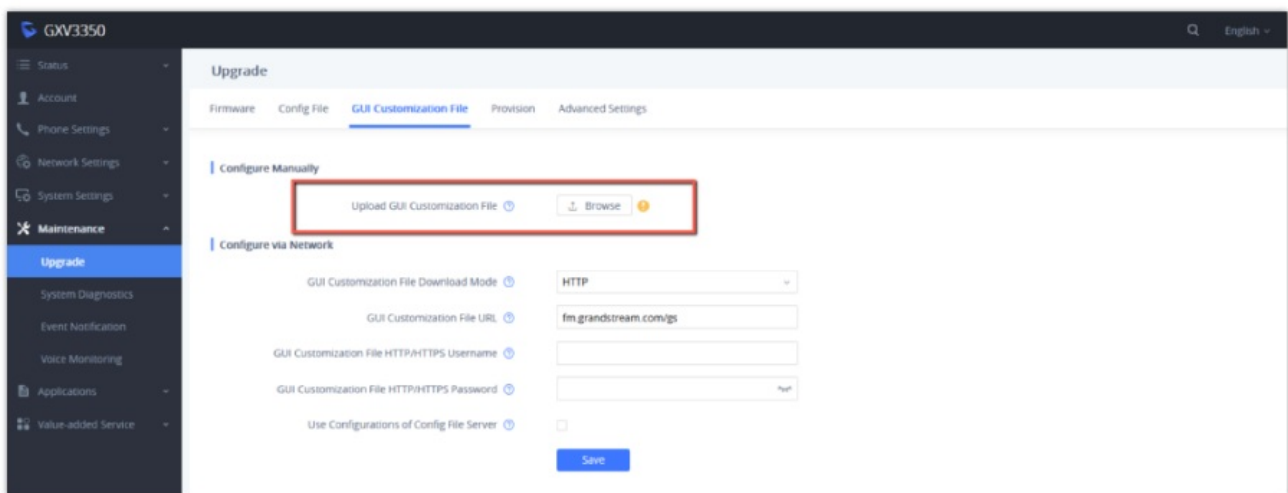 GXV3350
English
Status
Account
Phone Settings
Network Settings
System Settings
Maintenance
Upgrade
System Diagnostics
Event Notification
Voice Monitoring
Applications
Value-added Service
Upgrade
Firmware Config File GUI Customization File Provision Advanced Settings
Configure Manually
Upload GUI Customization File Browse
Configure via Network
GUI Customization File Download Mode HTTP
GUI Customization File URL fm.grandstream.com/gs
GUI Customization File HTTP/HTTPS Username
GUI Customization File HTTP/HTTPS Password
Use Configurations of Config File Server
Save